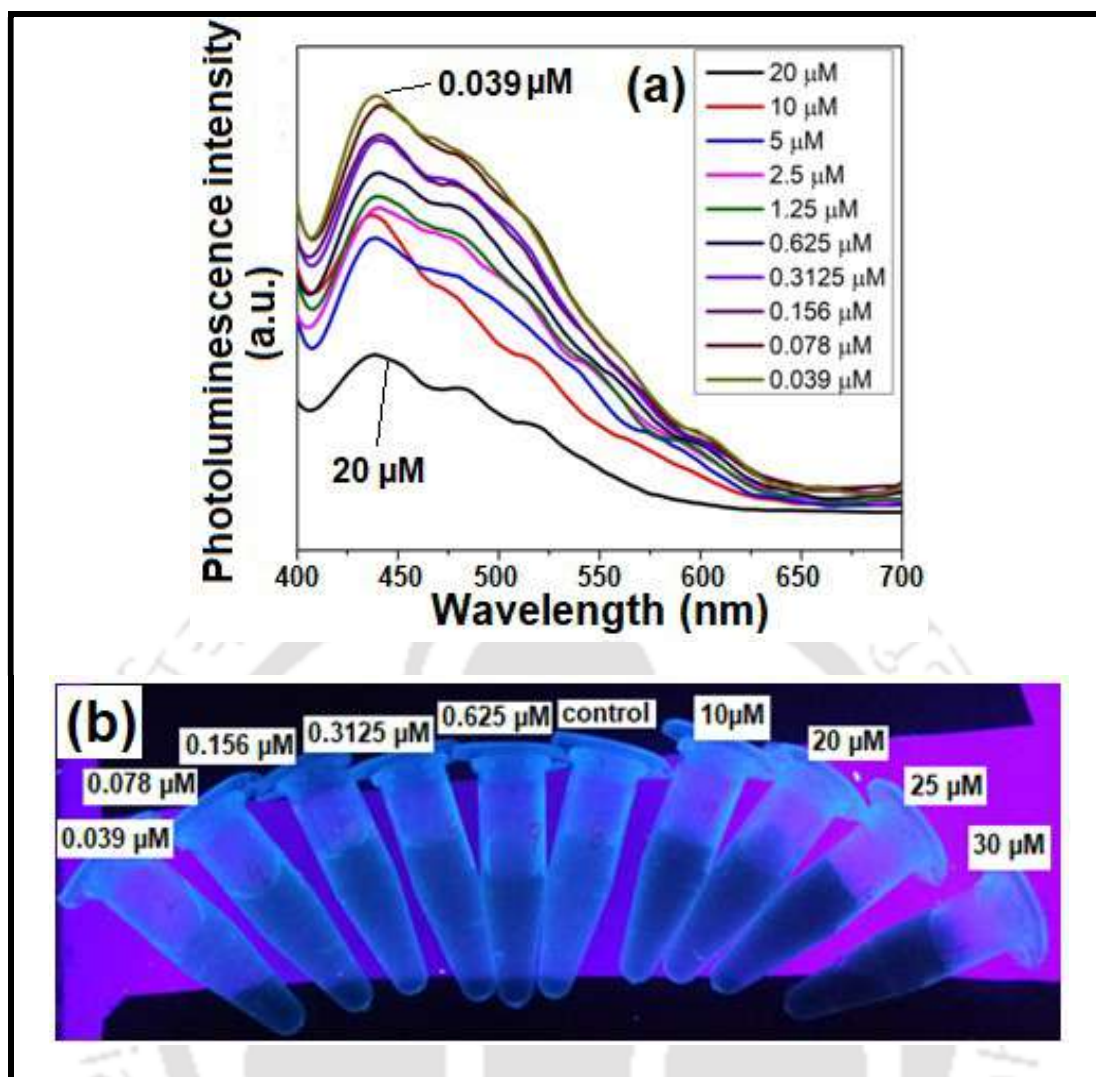 (a)
0.039 µM
20 µM
20 µM
10 µM
5 µM
2.5 µM
1.25 µM
0.625 µM
0.3125 µM
0.156 µM
0.078 µM
0.039 µM
Photoluminescence intensity
(a.u.)
400 450 500 550 600 650 700
Wavelength (nm)
(b)
0.039 µM
0.078 µM
0.156 µM
0.3125 µM
0.625 µM
control
10µM
20 µM
25 µM
30 µM